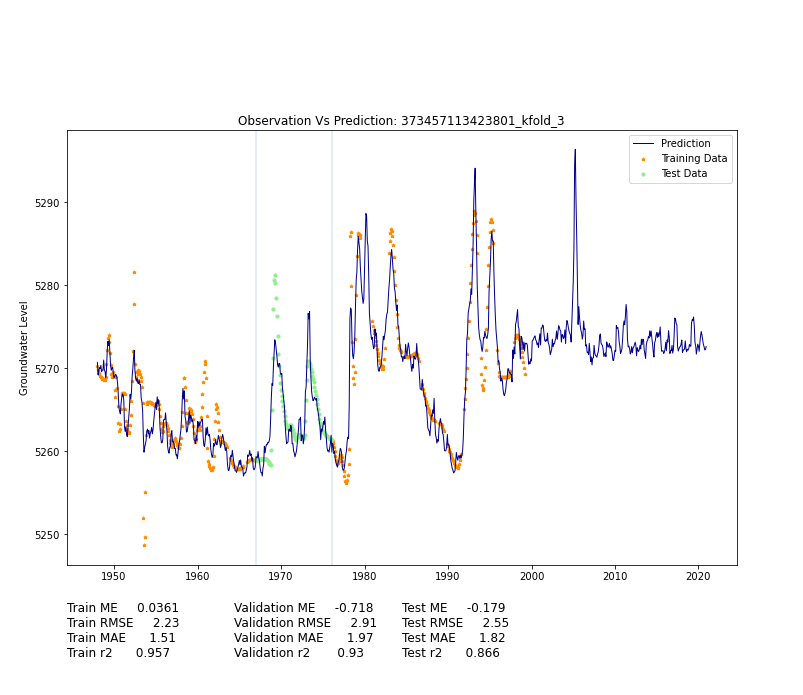 Observation Vs Prediction: 373457113423801_kfold_3
Prediction
Training Data
Test Data
5290
5280
5270
5260
5250
Groundwater Level
1950 1960 1970 1980 1990 2000 2010 2020
Train ME 0.0361 Validation ME -0.718 Test ME -0.179
Train RMSE 2.23 Validation RMSE 2.91 Test RMSE 2.55
Train MAE 1.51 Validation MAE 1.97 Test MAE 1.82
Train r2 0.957 Validation r2 0.93 Test r2 0.866